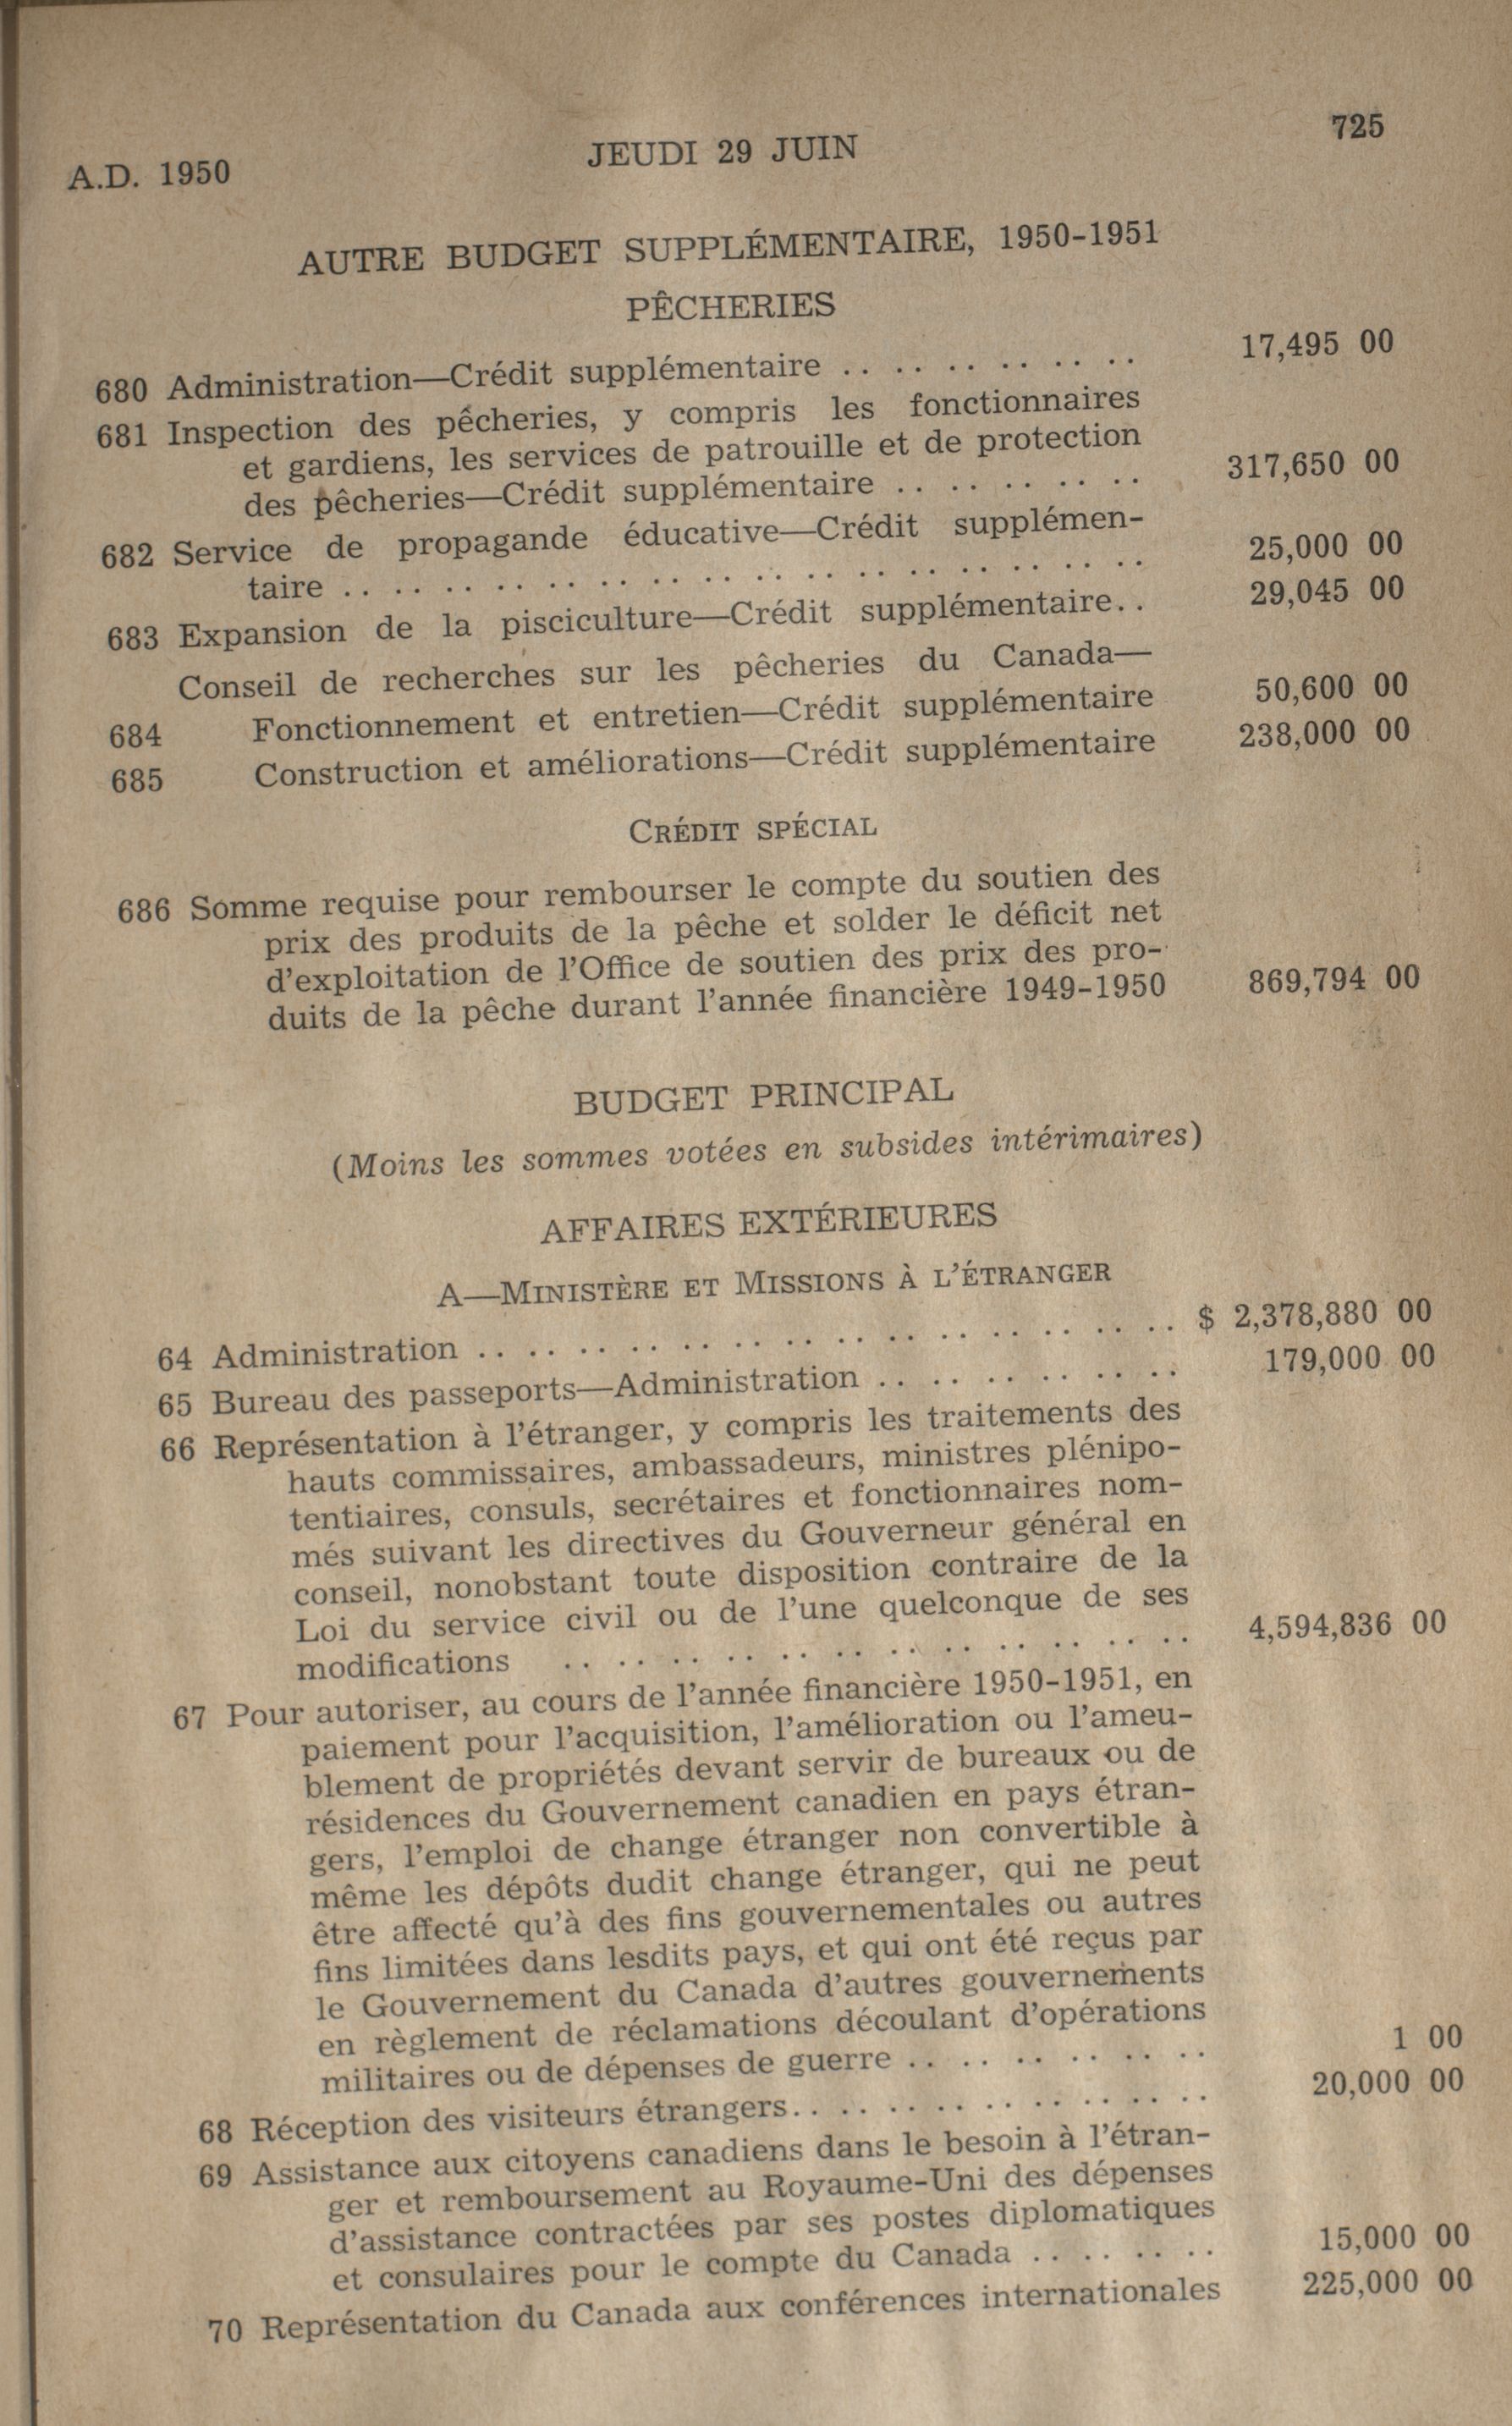 725
A.D. 1950 JEUDI 29 JUIN
AUTRE BUDGET SUPPLÉMENTAIRE, 1950-1951
PÊCHERIES
680 Administration—Crédit supplémentaire . . . . . . . . . . . . 17,495 00
681 Inspection des pêcheries, y compris les fonctionnaires
et gardiens, les services de patrouille et de protection
des pêcheries—Crédit supplémentaire . . . . . . . . . . 317,650 00
682 Service de propagande éducative—Crédit supplémen-
taire . . . . . . . . . . . . . . . . . . . . . . . . . . . . . . . . 25,000 00
683 Expansion de la pisciculture—Crédit supplémentaire. . 29,045 00
Conseil de recherches sur les pêcheries du Canada—
684 Fonctionnement et entretien—Crédit supplémentaire 50,600 00
685 Construction et améliorations—Crédit supplémentaire 238,000 00
CRÉDIT SPÉCIAL
686 Somme requise pour rembourser le compte du soutien des
prix des produits de la pêche et solder le déficit net
d'exploitation de l'Office de soutien des prix des pro-
duits de la pêche durant l'année financière 1949-1950 869,794 00
BUDGET PRINCIPAL
(Moins les sommes votées en subsides intérimaires)
AFFAIRES EXTÉRIEURES
A—MINISTÈRE ET MISSIONS À L'ÉTRANGER
64 Administration . . . . . . . . . . . . . . . . . . . . . . . . . . . . $ 2,378,880 00
65 Bureau des passeports—Administration . . . . . . . . . . . . 179,000 00
66 Représentation à l'étranger, y compris les traitements des
hauts commissaires, ambassadeurs, ministres plénipo-
tentiaires, consuls, secrétaires et fonctionnaires nom-
més suivant les directives du Gouverneur général en
conseil, nonobstant toute disposition contraire de la
Loi du service civil ou de l'une quelconque de ses
modifications . . . . . . . . . . . . . . . . . . . . . . . . 4,594,836 00
67 Pour autoriser, au cours de l'année financière 1950-1951, en
paiement pour l'acquisition, l'amélioration ou l'ameu-
blement de propriétés devant servir de bureaux ou de
résidences du Gouvernement canadien en pays étran-
gers, l'emploi de change étranger non convertible à
même les dépôts dudit change étranger, qui ne peut
être affecté qu'à des fins gouvernementales ou autres
fins limitées dans lesdits pays, et qui ont été reçus par
le Gouvernement du Canada d'autres gouvernements
en règlement de réclamations découlant d'opérations
militaires ou de dépenses de guerre . . . . . . . . . . . . 1 00
68 Réception des visiteurs étrangers. . . . . . . . . . . . . . . . . 20,000 00
69 Assistance aux citoyens canadiens dans le besoin à l'étran-
ger et remboursement au Royaume-Uni des dépenses
d'assistance contractées par ses postes diplomatiques
et consulaires pour le compte du Canada . . . . . . . . 15,000 00
70 Représentation du Canada aux conférences internationales 225,000 00